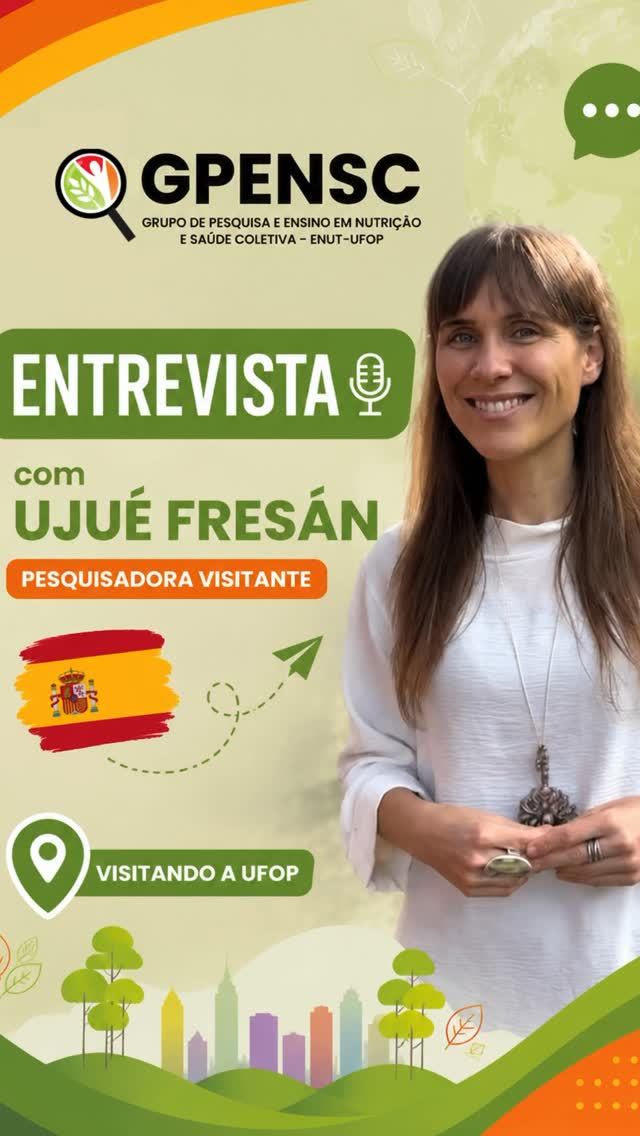 GPENSC
GRUPO DE PESQUISA E ENSINO EM NUTRIÇÃO
E SAÚDE COLETIVA - ENUT-UFOP
ENTREVISTA
com
UJUÉ FRESÁN
PESQUISADORA VISITANTE
VISITANDO A UFOP